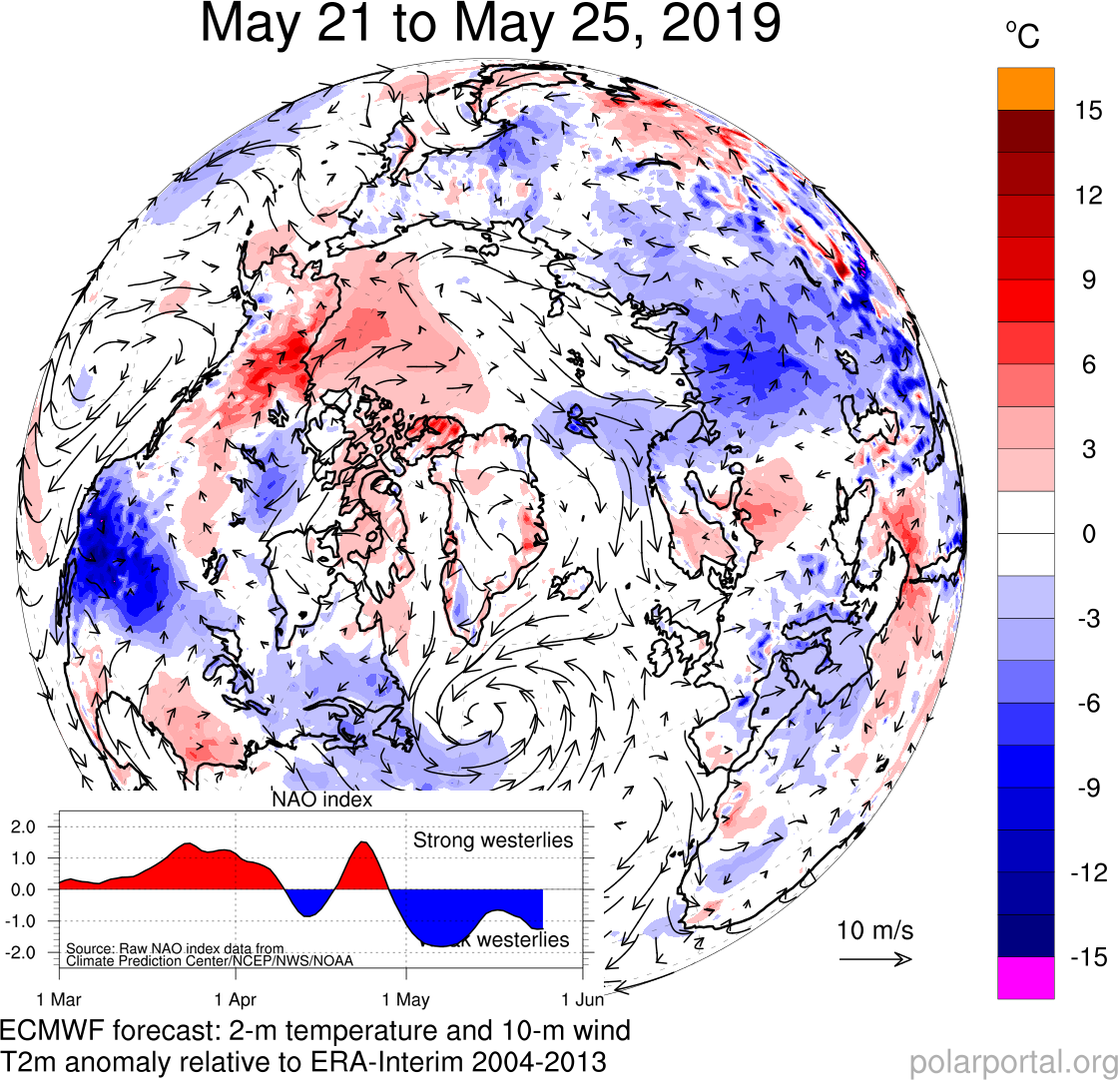 May 21 to May 25, 2019
°C
15
12
9
6
3
0
-3
-6
-9
-12
-15
10 m/s
NAO index
2.0
1.0
0.0
-1.0
-2.0
Strong westerlies
westerlies
Source: Raw NAO index data from
Climate Prediction Center/NCEP/NWS/NOAA
1 Mar
1 Apr
1 May
1 Jun
ECMWF forecast: 2-m temperature and 10-m wind
T2m anomaly relative to ERA-Interim 2004-2013
polarportal.org